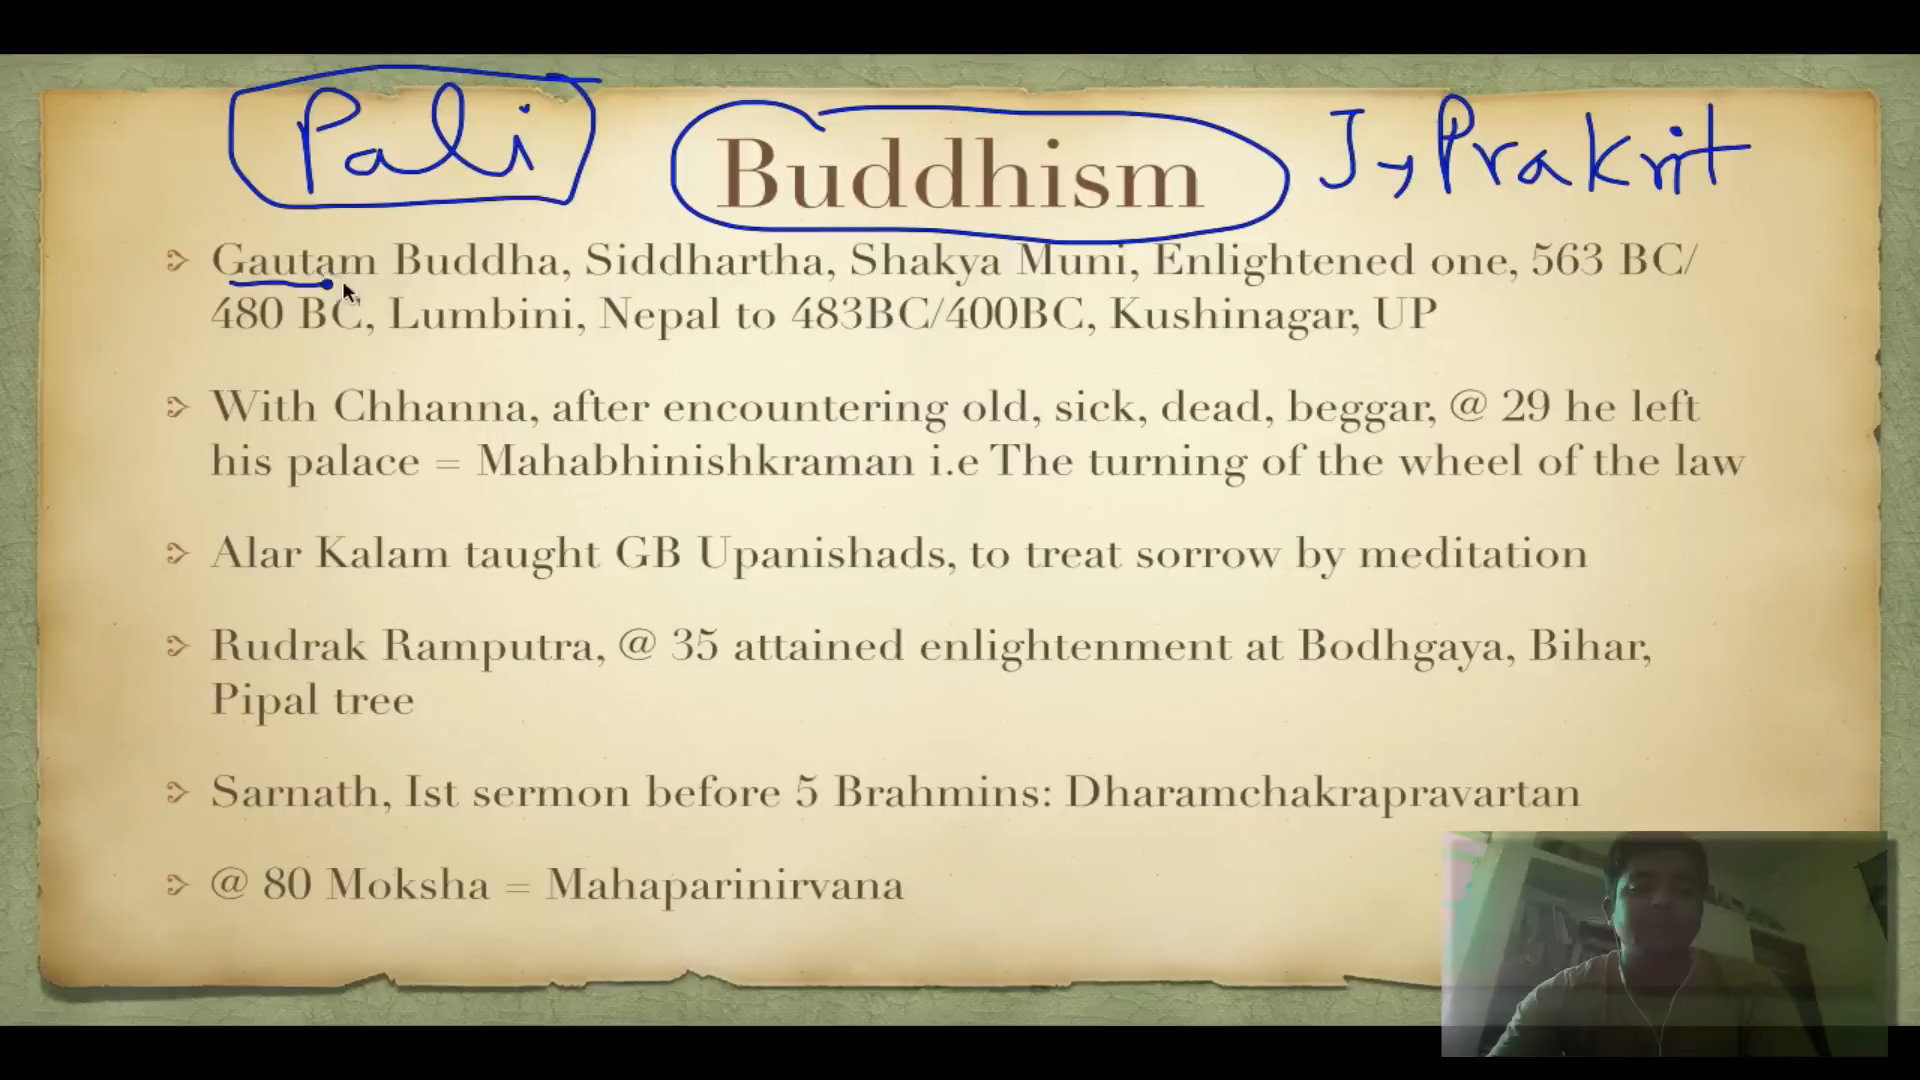 Pali
Buddhism
J → Prakrit
Gautam Buddha, Siddhartha, Shakya Muni, Enlightened one, 563 BC/
480 BC, Lumbini, Nepal to 483BC/400BC, Kushinagar, UP
With Chhanna, after encountering old, sick, dead, beggar, @ 29 he left
his palace = Mahabhinishkraman i.e The turning of the wheel of the law
Alar Kalam taught GB Upanishads, to treat sorrow by meditation
Rudrak Ramputra, @ 35 attained enlightenment at Bodhgaya, Bihar,
Pipal tree
Sarnath, Ist sermon before 5 Brahmins: Dharamchakrapravartan
@ 80 Moksha = Mahaparinirvana